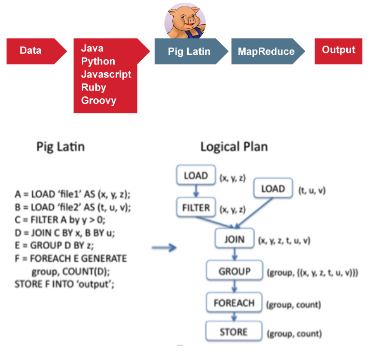 Data
Java
Python
Javascript
Ruby
Groovy
Pig Latin
MapReduce
Output
Pig Latin
A = LOAD 'file1' AS (x, y, z);
B = LOAD 'file2' AS (t, u, v);
C = FILTER A by y > 0;
D = JOIN C BY x, B BY u;
E = GROUP D BY z;
F = FOREACH E GENERATE
group, COUNT(D);
STORE F INTO 'output';
Logical Plan
LOAD (x, y, z)
LOAD (t, u, v)
FILTER (x, y, z)
JOIN (x, y, z, t, u, v)
GROUP (group, {(x, y, z, t, u, v)})
FOREACH (group, count)
STORE (group, count)